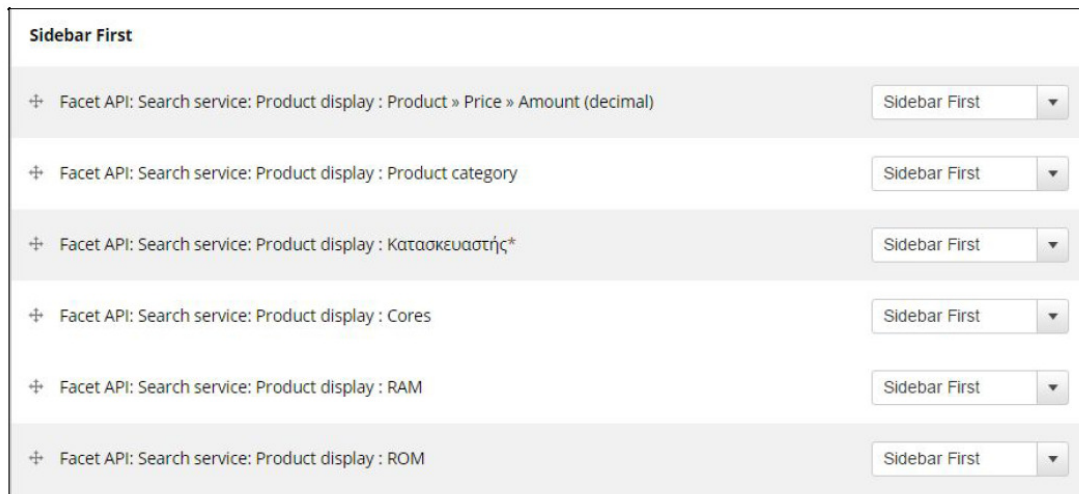 Sidebar First
Facet API: Search service: Product display : Product » Price » Amount (decimal) Sidebar First
Facet API: Search service: Product display : Product category Sidebar First
Facet API: Search service: Product display : Κατασκευαστής* Sidebar First
Facet API: Search service: Product display : Cores Sidebar First
Facet API: Search service: Product display : RAM Sidebar First
Facet API: Search service: Product display : ROM Sidebar First